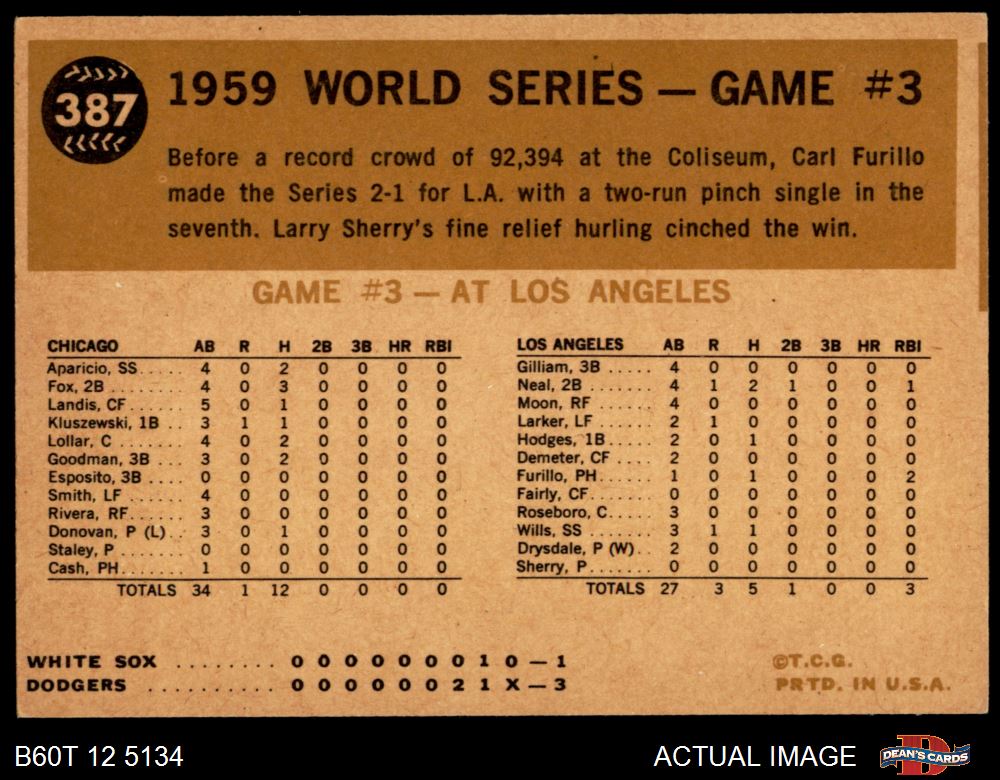 387
1959 WORLD SERIES — GAME #3
Before a record crowd of 92,394 at the Coliseum, Carl Furillo
made the Series 2-1 for L.A. with a two-run pinch single in the
seventh. Larry Sherry's fine relief hurling cinched the win.
GAME #3 — AT LOS ANGELES
CHICAGO AB R H 2B 3B HR RBI
Aparicio, SS..... 4 0 2 0 0 0 0
Fox, 2B ......... 4 0 3 0 0 0 0
Landis, CF....... 5 0 1 0 0 0 0
Kluszewski, 1B .. 3 1 1 0 0 0 0
Lollar, C ....... 4 0 2 0 0 0 0
Goodman, 3B ... 3 0 2 0 0 0 0
Esposito, 3B .... 0 0 0 0 0 0 0
Smith, LF ....... 4 0 0 0 0 0 0
Rivera, RF...... 3 0 0 0 0 0 0
Donovan, P (L).. 3 0 1 0 0 0 0
Staley, P ....... 0 0 0 0 0 0 0
Cash, PH........ 1 0 0 0 0 0 0
TOTALS 34 1 12 0 0 0 0
LOS ANGELES AB R H 2B 3B HR RBI
Gilliam, 3B ..... 4 0 0 0 0 0 0
Neal, 2B ........ 4 1 2 1 0 0 1
Moon, RF ...... 4 0 0 0 0 0 0
Larker, LF ...... 2 1 0 0 0 0 0
Hodges, 1B ..... 2 0 1 0 0 0 0
Demeter, CF .... 2 0 0 0 0 0 0
Furillo, PH...... 1 0 1 0 0 0 2
Fairly, CF....... 0 0 0 0 0 0 0
Roseboro, C..... 3 0 0 0 0 0 0
Wills, SS ....... 3 1 1 0 0 0 0
Drysdale, P (W).. 2 0 0 0 0 0 0
Sherry, P........ 0 0 0 0 0 0 0
TOTALS 27 3 5 1 0 0 3
WHITE SOX ........ 0 0 0 0 0 0 0 1 0 — 1
DODGERS .......... 0 0 0 0 0 0 2 1 X — 3
©T.C.G.
PRTD. IN U.S.A.
B60T 12 5134
ACTUAL IMAGE
DEAN'S CARDS